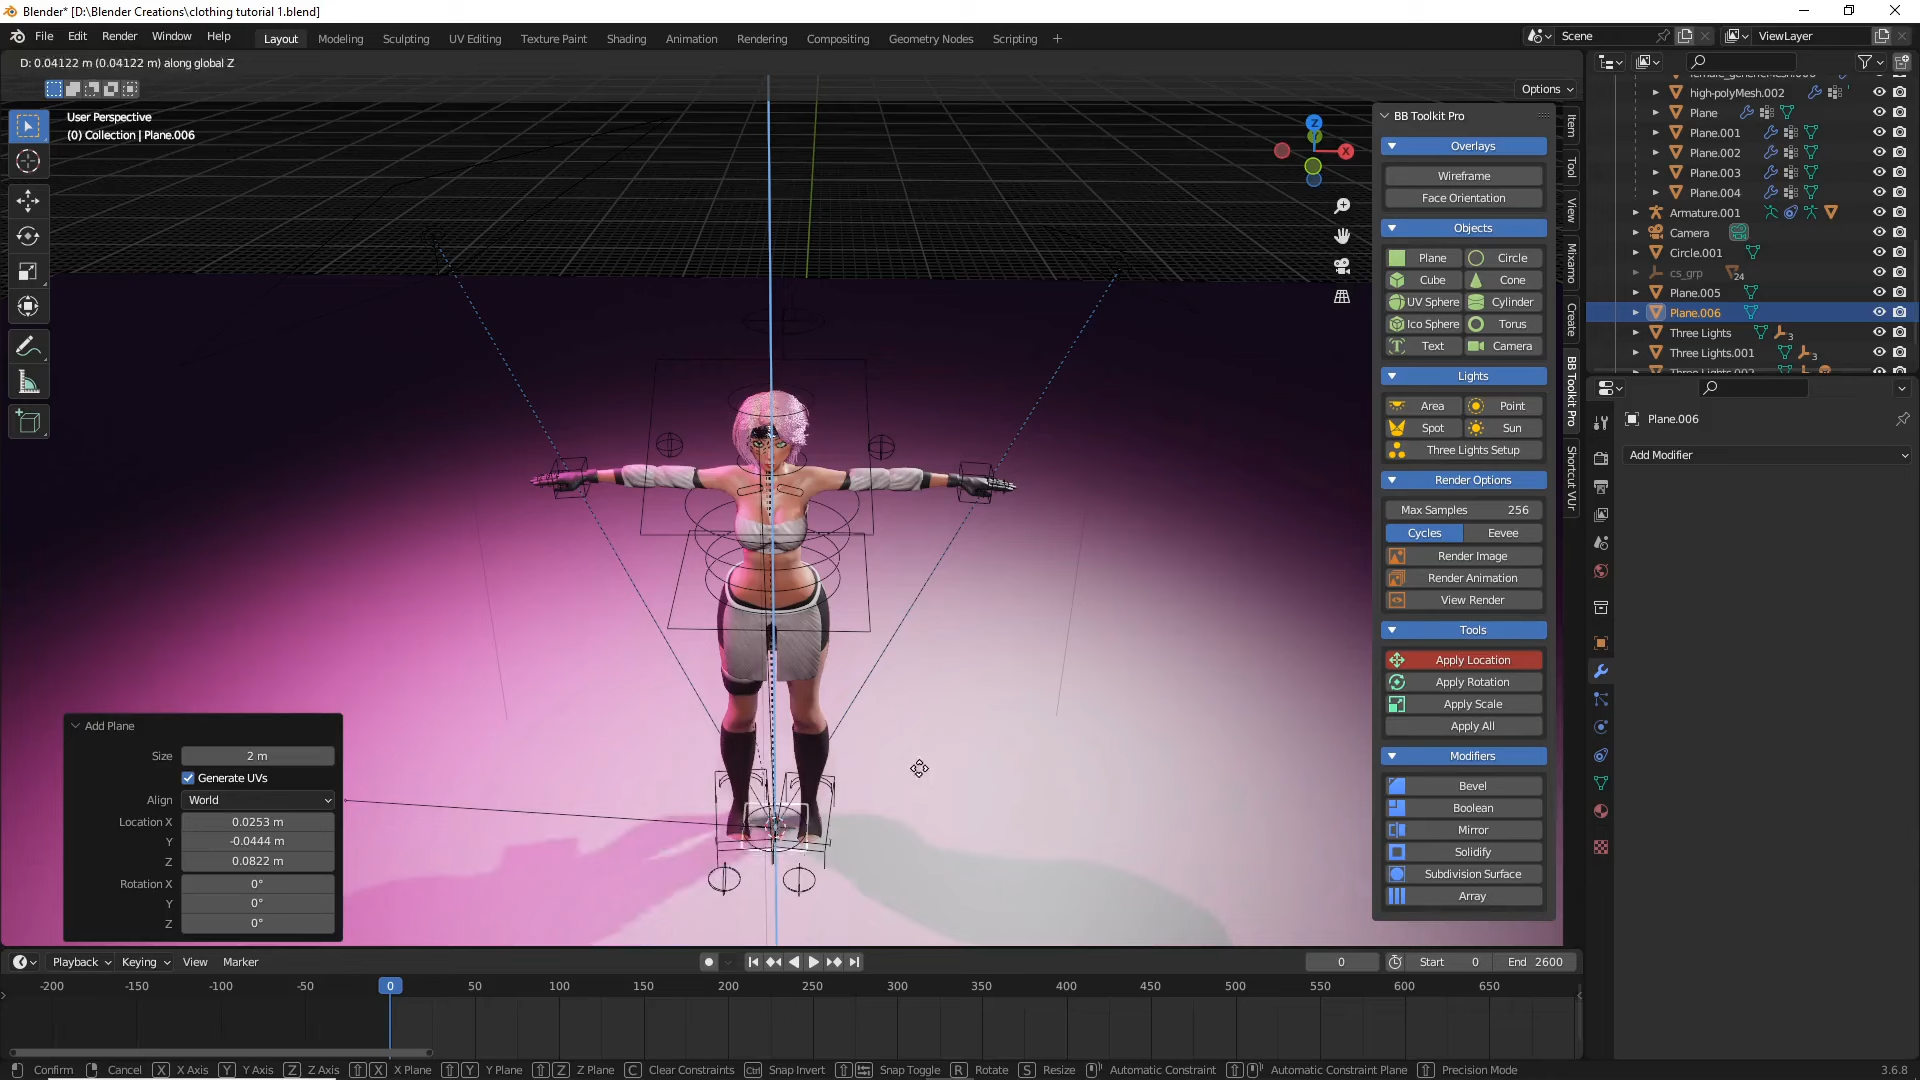 Blender* [D:\Blender Creations\clothing tutorial 1.blend]
File Edit Render Window Help Layout Modeling Sculpting UV Editing Texture Paint Shading Animation Rendering Compositing Geometry Nodes Scripting + Scene ViewLayer
D: 0.04122 m (0.04122 m) along global Z
Options
User Perspective
(0) Collection | Plane.006
Z
X
Item
Tool
View
Mixamo
Create
BB Toolkit Pro
Shortcut VUr
BB Toolkit Pro
Overlays
Wireframe
Face Orientation
Objects
Plane Circle
Cube Cone
UV Sphere Cylinder
Ico Sphere Torus
Text Camera
Lights
Area Point
Spot Sun
Three Lights Setup
Render Options
Max Samples 256
Cycles Eevee
Render Image
Render Animation
View Render
Tools
Apply Location
Apply Rotation
Apply Scale
Apply All
Modifiers
Bevel
Boolean
Mirror
Solidify
Subdivision Surface
Array
high-polyMesh.002
Plane
Plane.001
Plane.002
Plane.003
Plane.004
Armature.001
Camera
Circle.001
cs_grp 24
Plane.005
Plane.006
Three Lights 3
Three Lights.001 3
Plane.006
Add Modifier
Add Plane
Size 2 m
Generate UVs
Align World
Location X 0.0253 m
Y -0.0444 m
Z 0.0822 m
Rotation X 0°
Y 0°
Z 0°
Playback Keying View Marker 0 Start 0 End 2600
-200 -150 -100 -50 0 50 100 150 200 250 300 350 400 450 500 550 600 650
Confirm Cancel X X Axis Y Y Axis Z Z Axis X X Plane Y Y Plane Z Z Plane C Clear Constraints Ctrl Snap Invert Snap Toggle R Rotate S Resize Automatic Constraint Automatic Constraint Plane Precision Mode 3.6.8